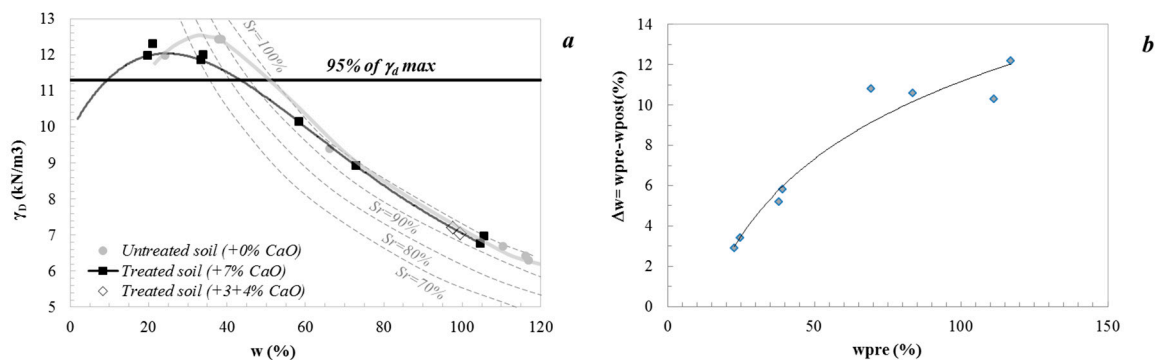 a
13
12
11
10
9
8
7
6
5
γD (kN/m3)
Sr=100%
95% of γd max
Sr=90%
Sr=80%
Sr=70%
Untreated soil (+0% CaO)
Treated soil (+7% CaO)
Treated soil (+3+4% CaO)
0 20 40 60 80 100 120
w (%)
b
14
12
10
8
6
4
2
0
Δw= wpre-wpost(%)
0 50 100 150
wpre (%)